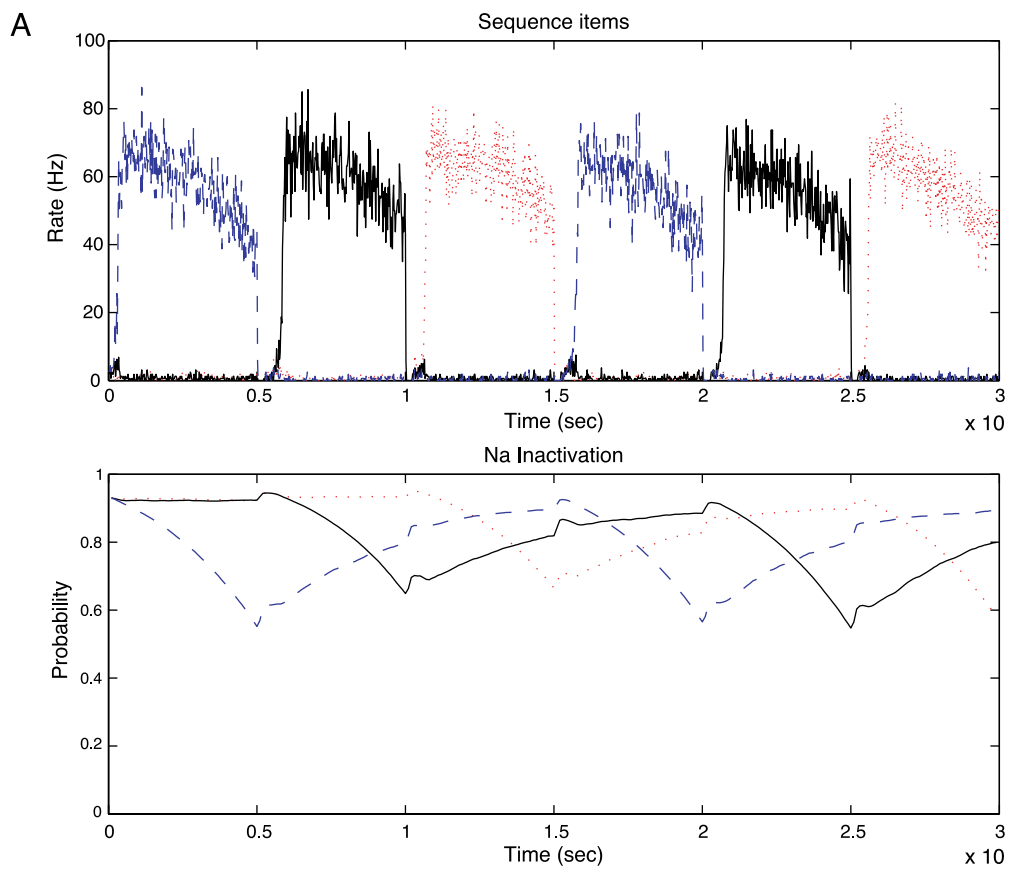 A
Sequence items
100
80
60
40
20
0
Rate (Hz)
0 0.5 1 1.5 2 2.5 3
Time (sec)
x 10
Na Inactivation
1
0.8
0.6
0.4
0.2
0
Probability
0 0.5 1 1.5 2 2.5 3
Time (sec)
x 10